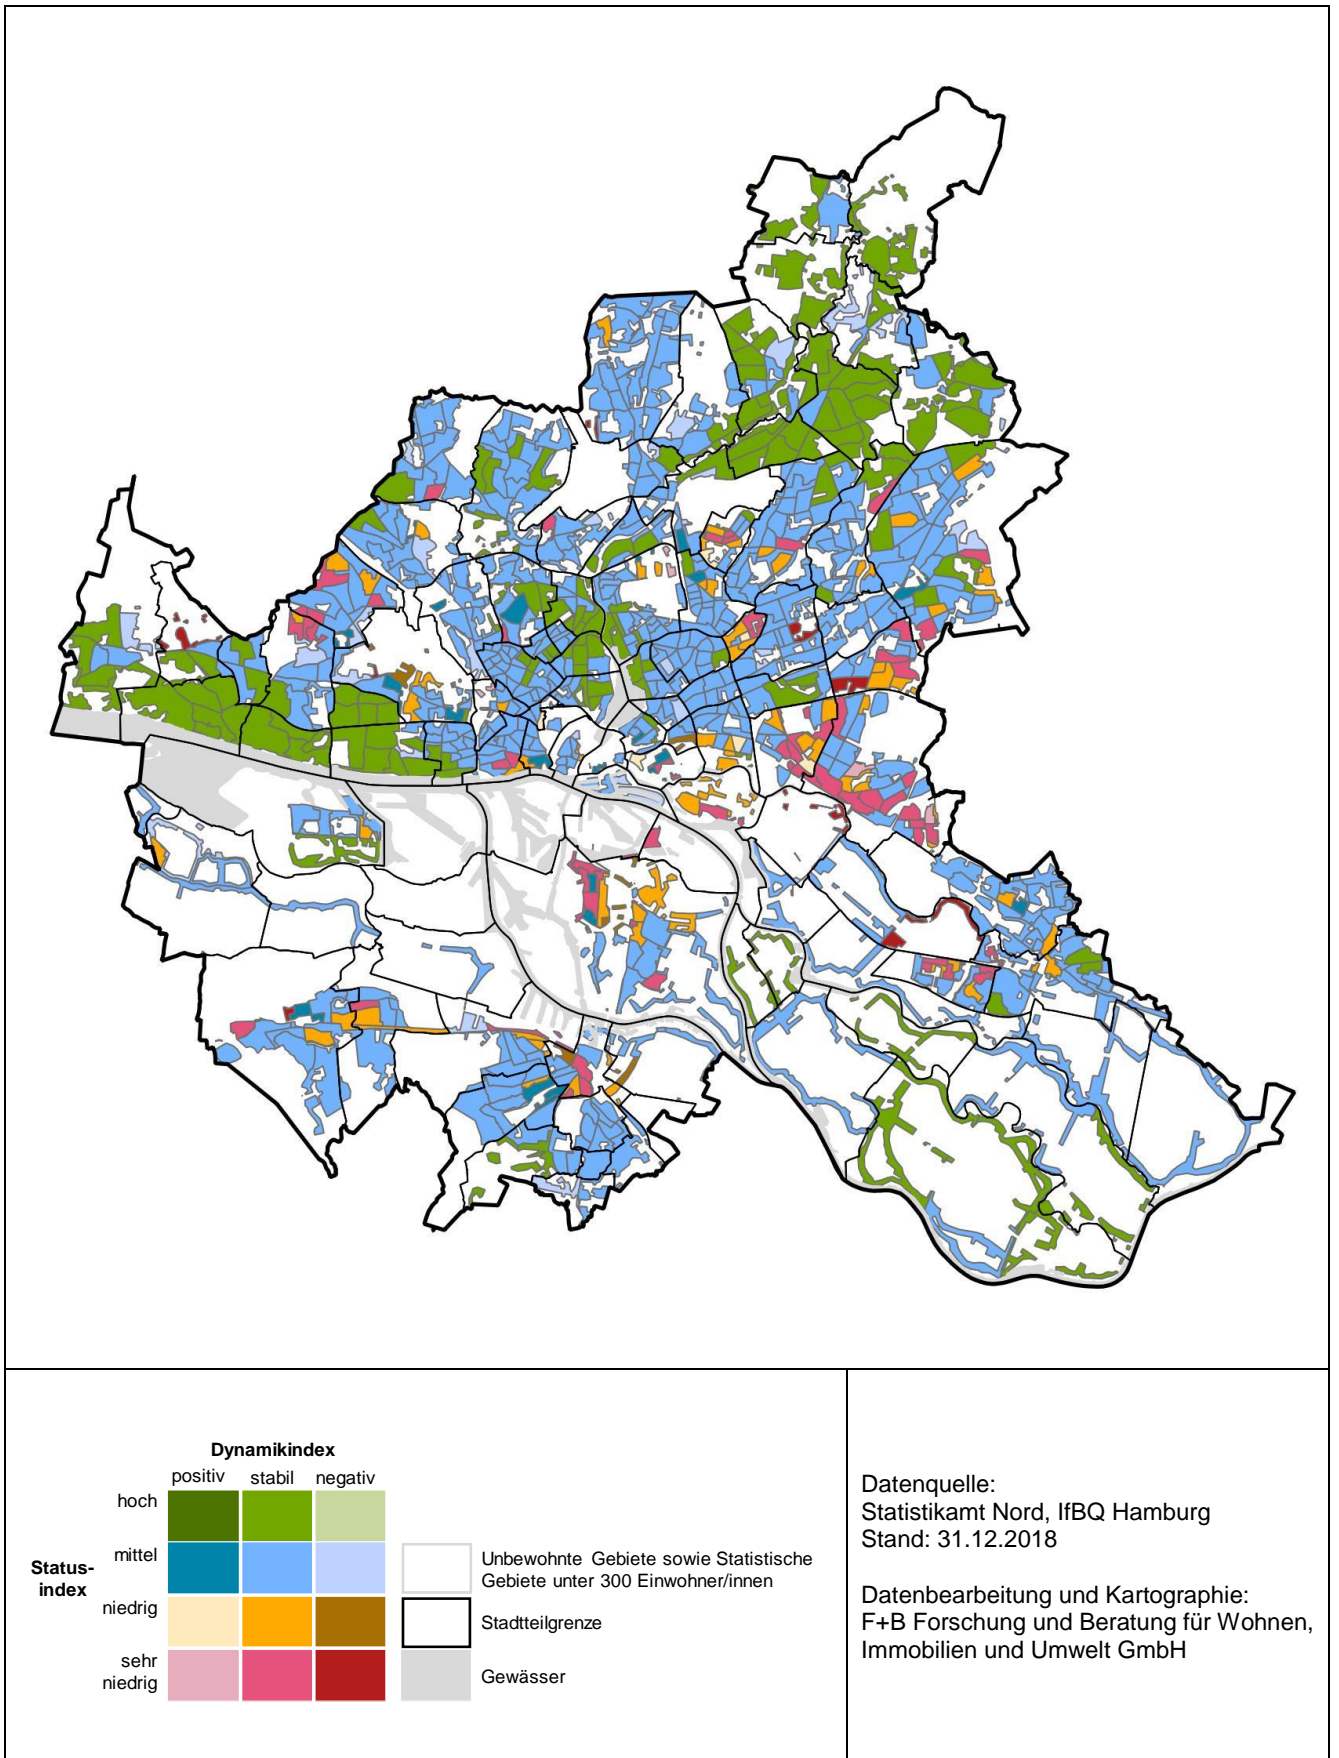 Dynamikindex
positiv stabil negativ
hoch
mittel
Status-
index
niedrig
sehr
niedrig
Unbewohnte Gebiete sowie Statistische
Gebiete unter 300 Einwohner/innen
Stadtteilgrenze
Gewässer
Datenquelle:
Statistikamt Nord, IfBQ Hamburg
Stand: 31.12.2018
Datenbearbeitung und Kartographie:
F+B Forschung und Beratung für Wohnen,
Immobilien und Umwelt GmbH